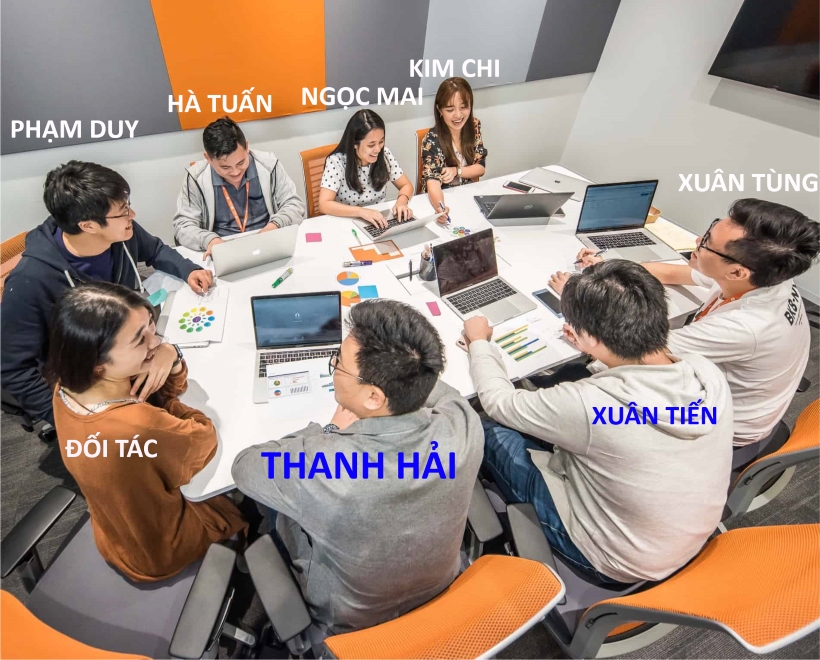 KIM CHI
NGỌC MAI
HÀ TUẤN
PHẠM DUY
XUÂN TÙNG
XUÂN TIẾN
ĐỐI TÁC
THANH HẢI